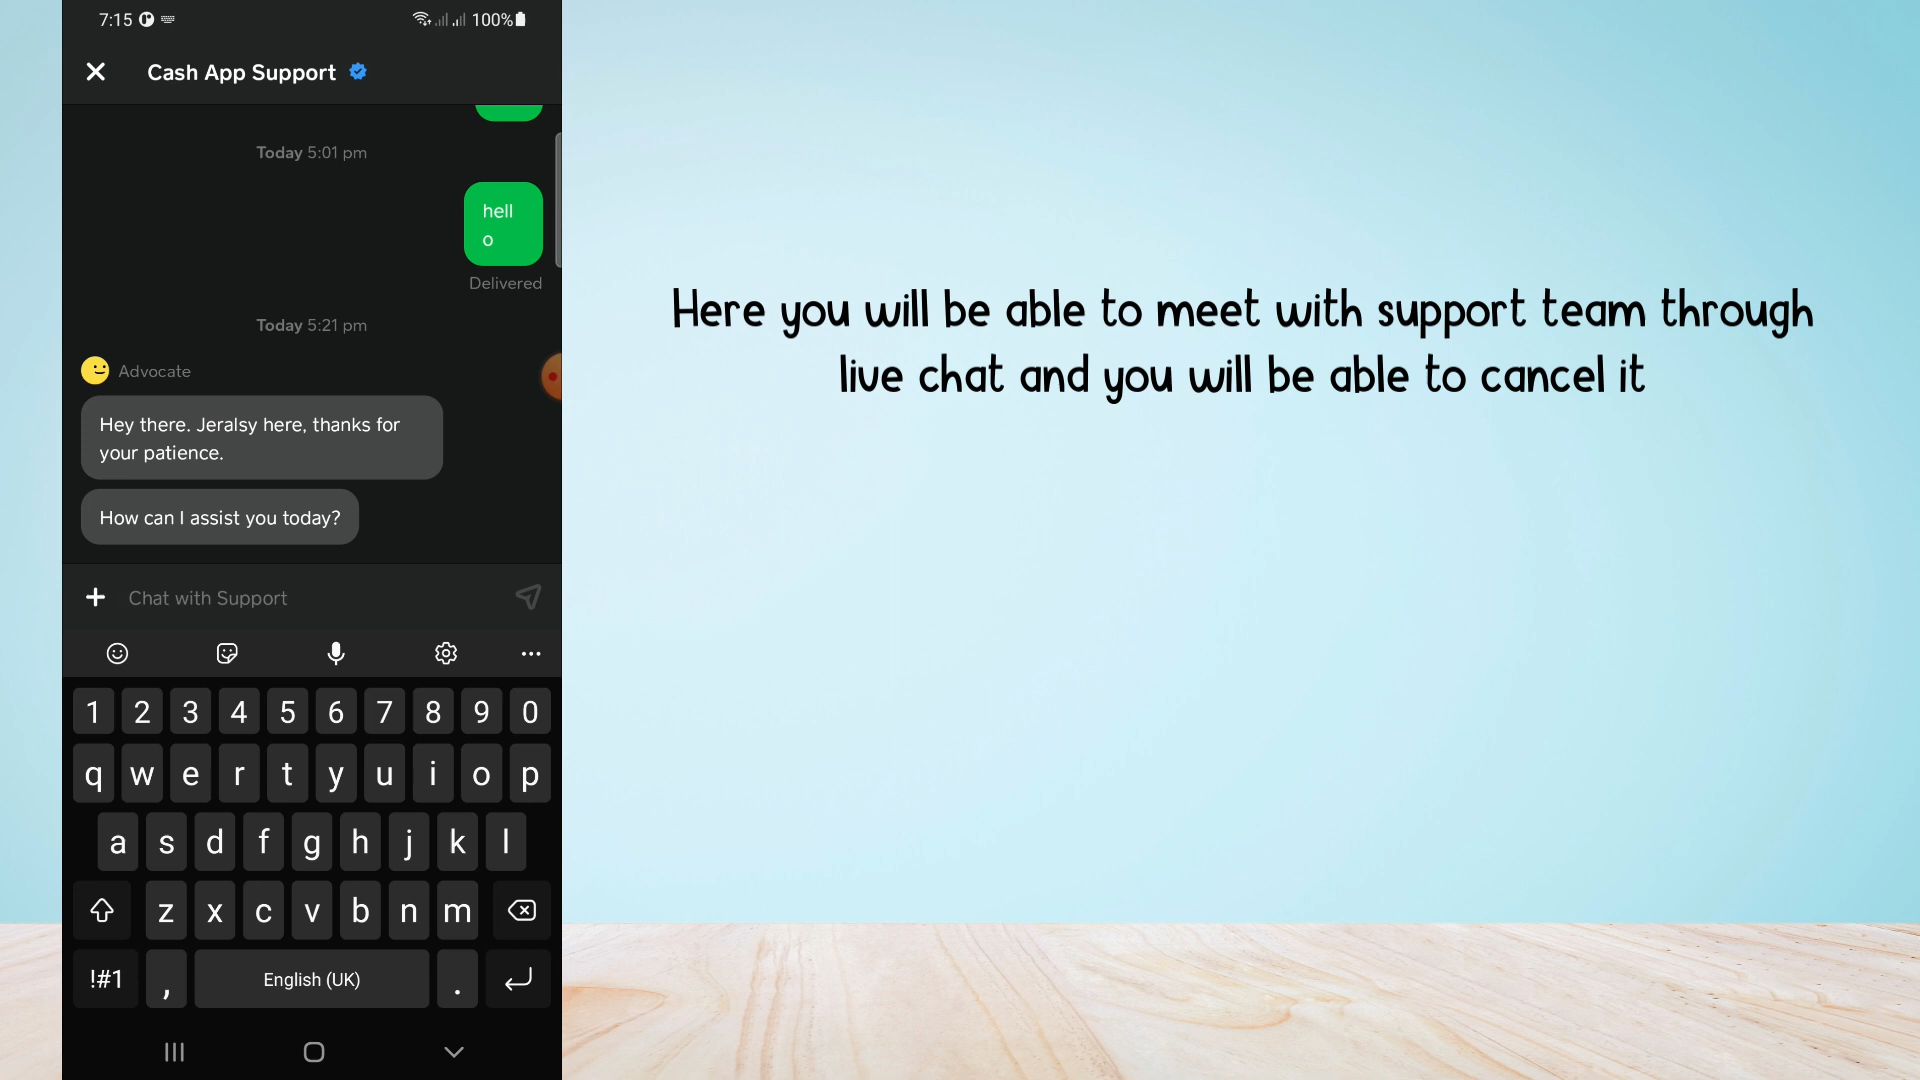 7:15 100%
Cash App Support
Today 5:01 pm
hell
o
Delivered
Today 5:21 pm
Advocate
Hey there. Jeralsy here, thanks for
your patience.
How can I assist you today?
Chat with Support
1 2 3 4 5 6 7 8 9 0
q w e r t y u i o p
a s d f g h j k l
z x c v b n m
!#1 , English (UK) .
Here you will be able to meet with support team through
live chat and you will be able to cancel it